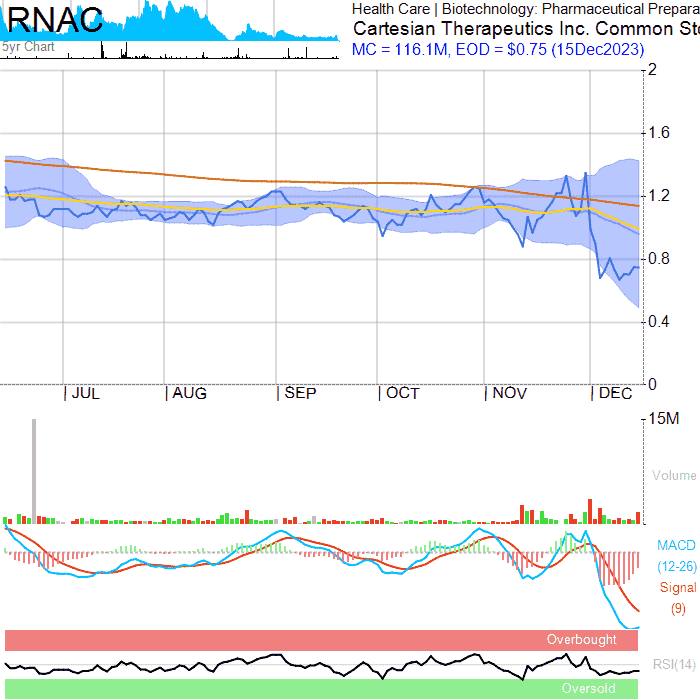 RNAC
Health Care | Biotechnology: Pharmaceutical Prepara
Cartesian Therapeutics Inc. Common Sto
5yr Chart
MC = 116.1M, EOD = $0.75 (15Dec2023)
2
1.6
1.2
0.8
0.4
0
JUL
AUG
SEP
OCT
NOV
DEC
15M
Volume
MACD
(12-26)
Signal
(9)
Overbought
RSI(14)
Oversold